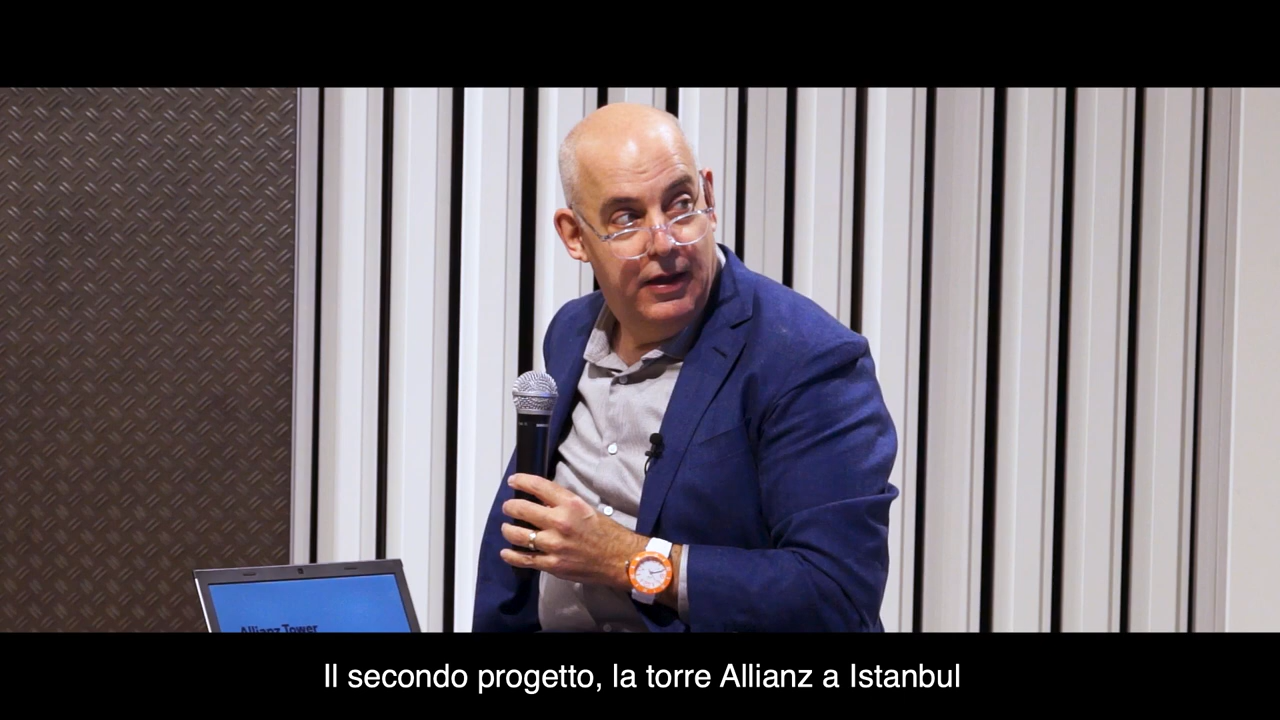 Allianz Tower
Il secondo progetto, la torre Allianz a Istanbul